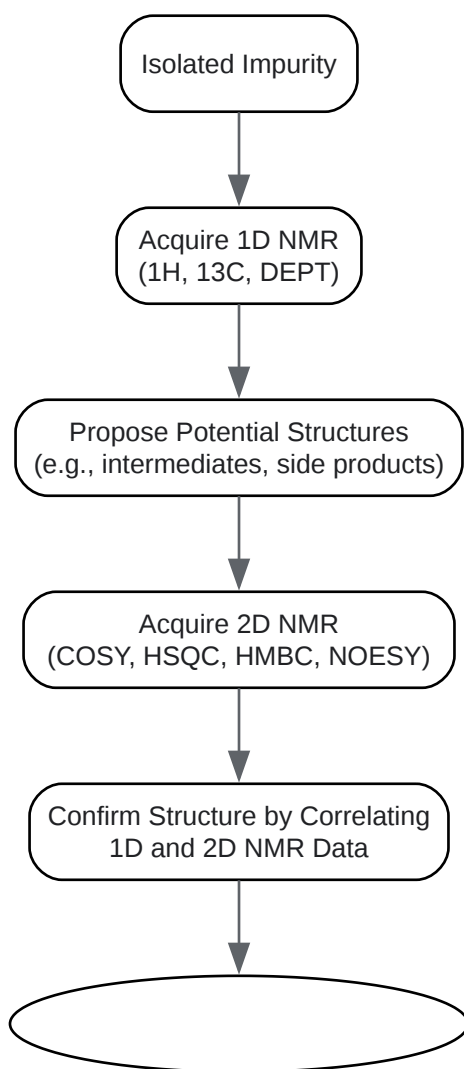 Isolated Impurity
Acquire 1D NMR
(1H, 13C, DEPT)
Propose Potential Structures
(e.g., intermediates, side products)
Acquire 2D NMR
(COSY, HSQC, HMBC, NOESY)
Confirm Structure by Correlating
1D and 2D NMR Data